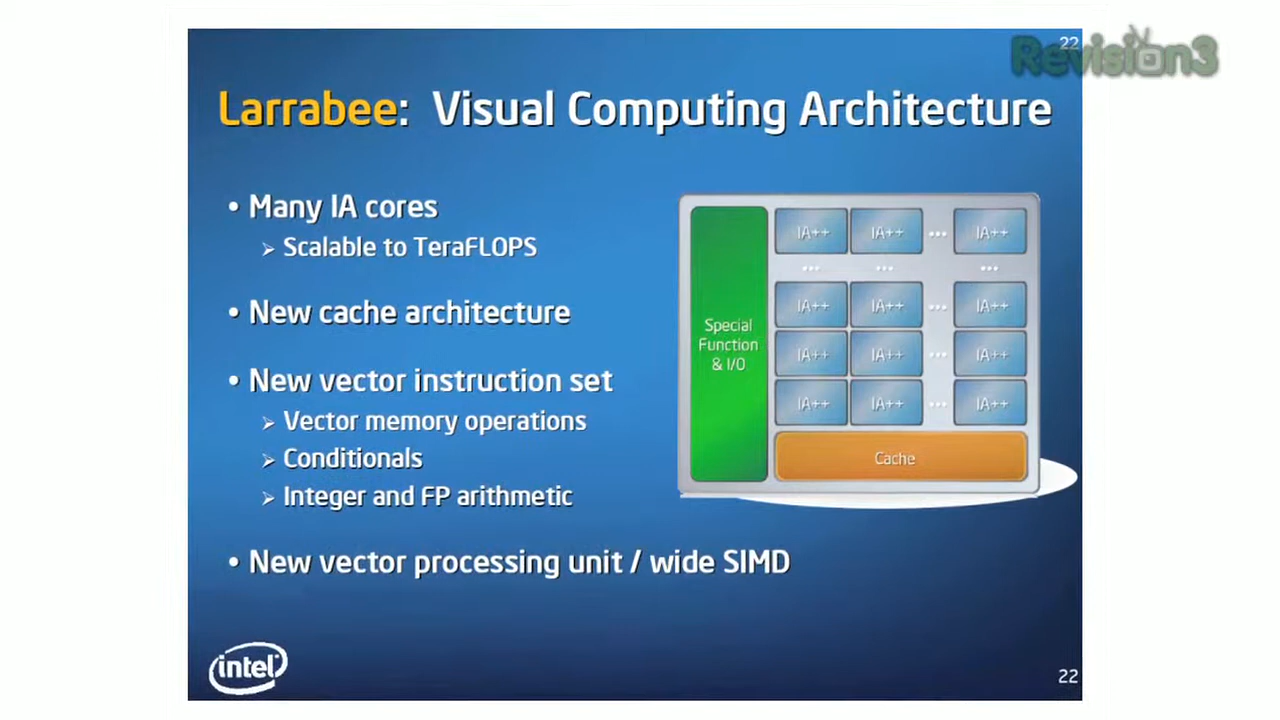 22
Revision3
Larrabee: Visual Computing Architecture
• Many IA cores
➢ Scalable to TeraFLOPS
• New cache architecture
• New vector instruction set
➢ Vector memory operations
➢ Conditionals
➢ Integer and FP arithmetic
• New vector processing unit / wide SIMD
Special
Function
& I/O
IA++ IA++ ... IA++
... ... ...
IA++ IA++ ... IA++
IA++ IA++ ... IA++
IA++ IA++ ... IA++
Cache
intel
22